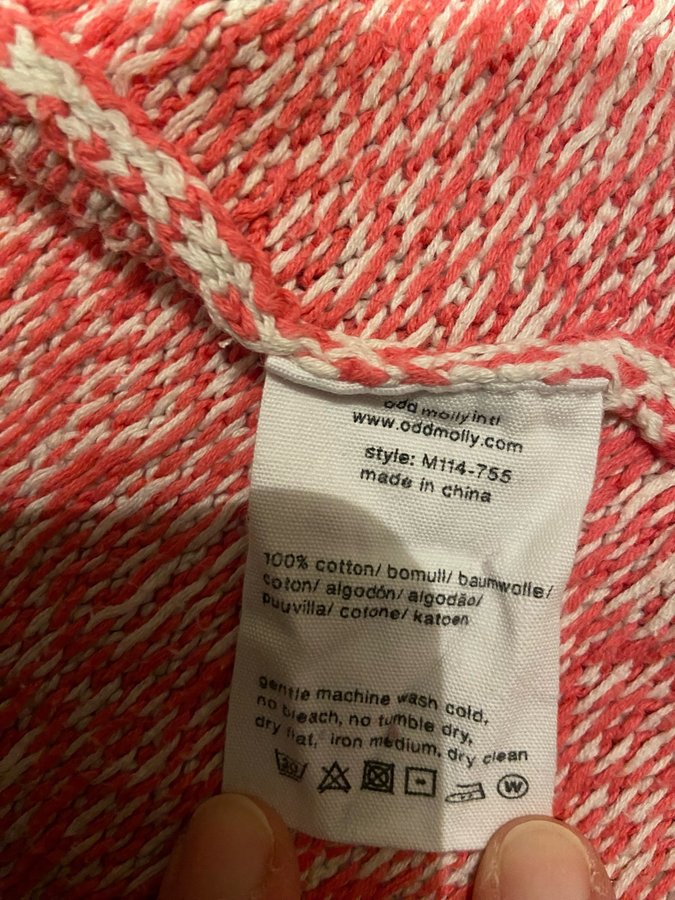 odd molly intl
www.oddmolly.com
style: M114-755
made in china
100% cotton/ bomull/ baumwolle/
coton/ algodón/ algodão/
puuvilla/ cotone/ katoen
gentle machine wash cold,
no bleach, no tumble dry,
dry flat, iron medium, dry clean
30
W